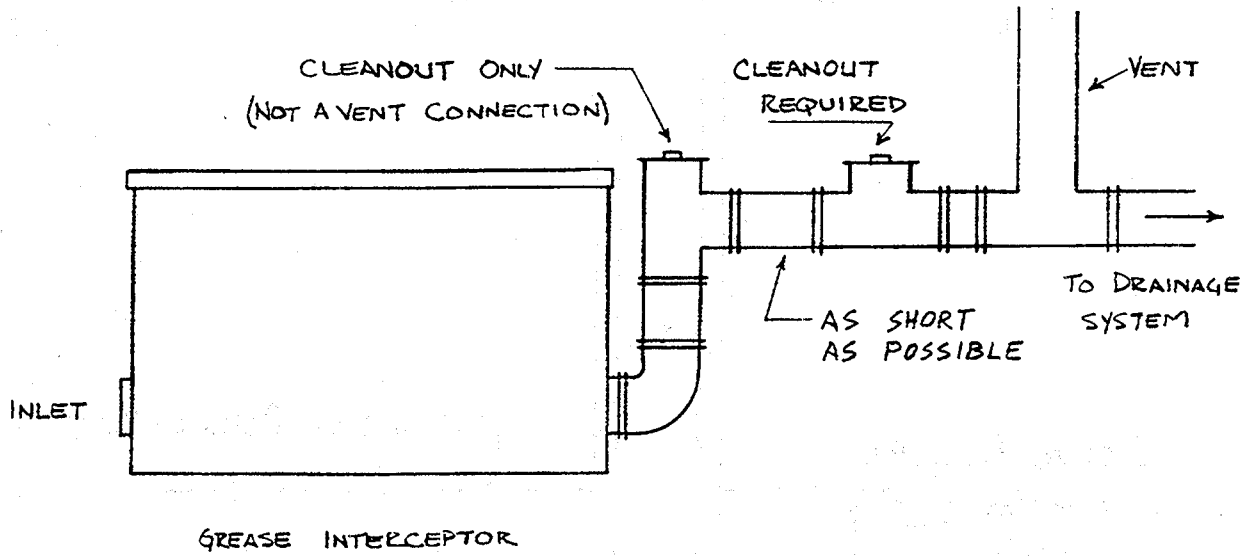 CLEANOUT ONLY
(NOT A VENT CONNECTION)
CLEANOUT
REQUIRED
VENT
TO DRAINAGE
SYSTEM
AS SHORT
AS POSSIBLE
INLET
GREASE INTERCEPTOR